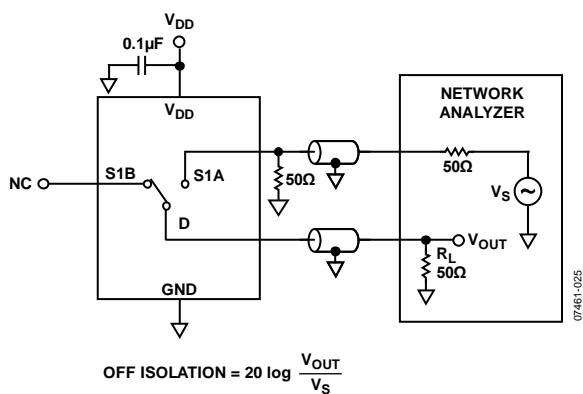 VDD
0.1µF
VDD
NETWORK
ANALYZER
S1B
S1A
NC
D
50Ω
50Ω
VS
VOUT
RL
50Ω
GND
07461-025
OFF ISOLATION = 20 log VOUT
VS